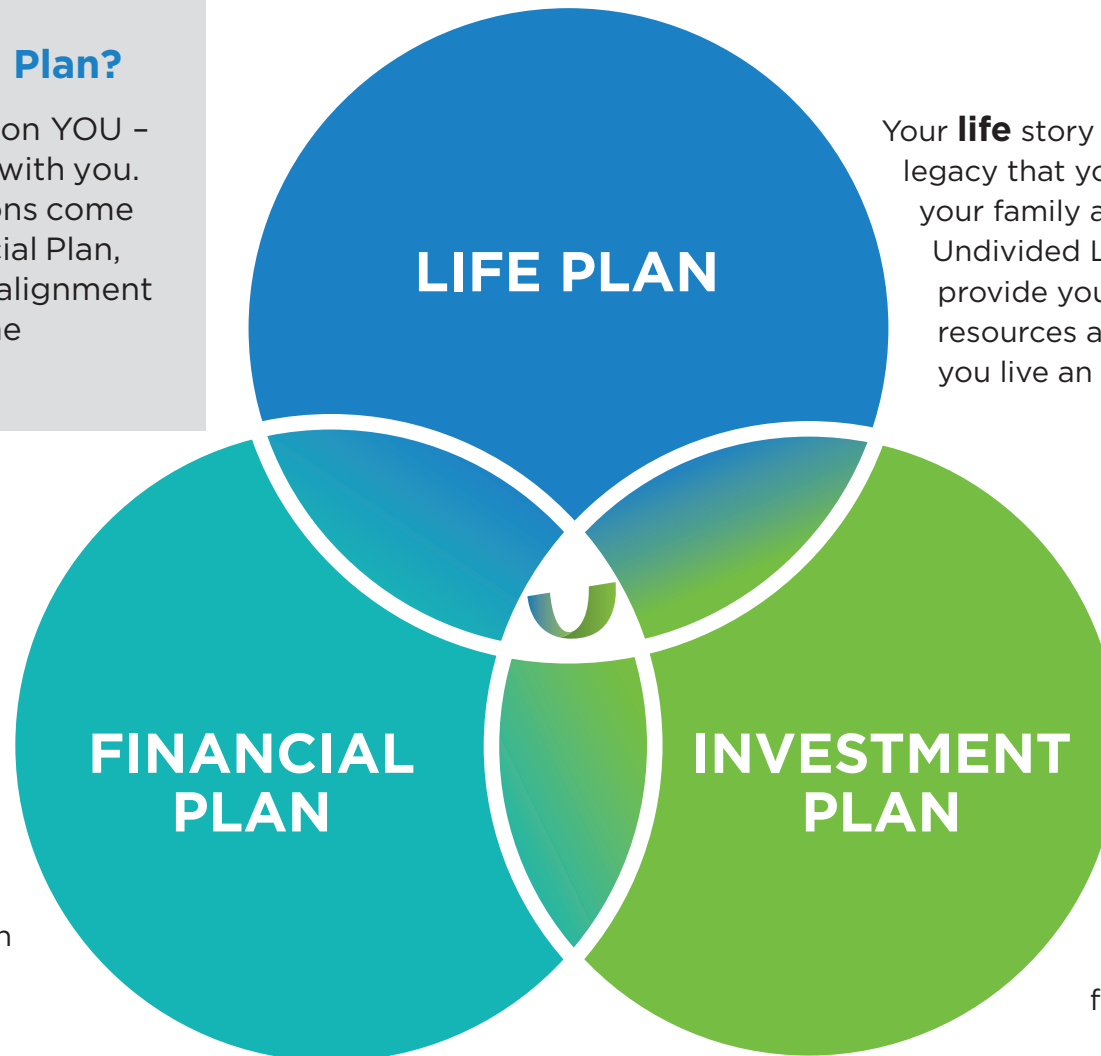 Plan?
on YOU –
with you.
ons come
cial Plan,
alignment
ne
Your life story
legacy that yo
your family a
Undivided L
provide you
resources a
you live an
LIFE PLAN
FINANCIAL
PLAN
INVESTMENT
PLAN
n
f